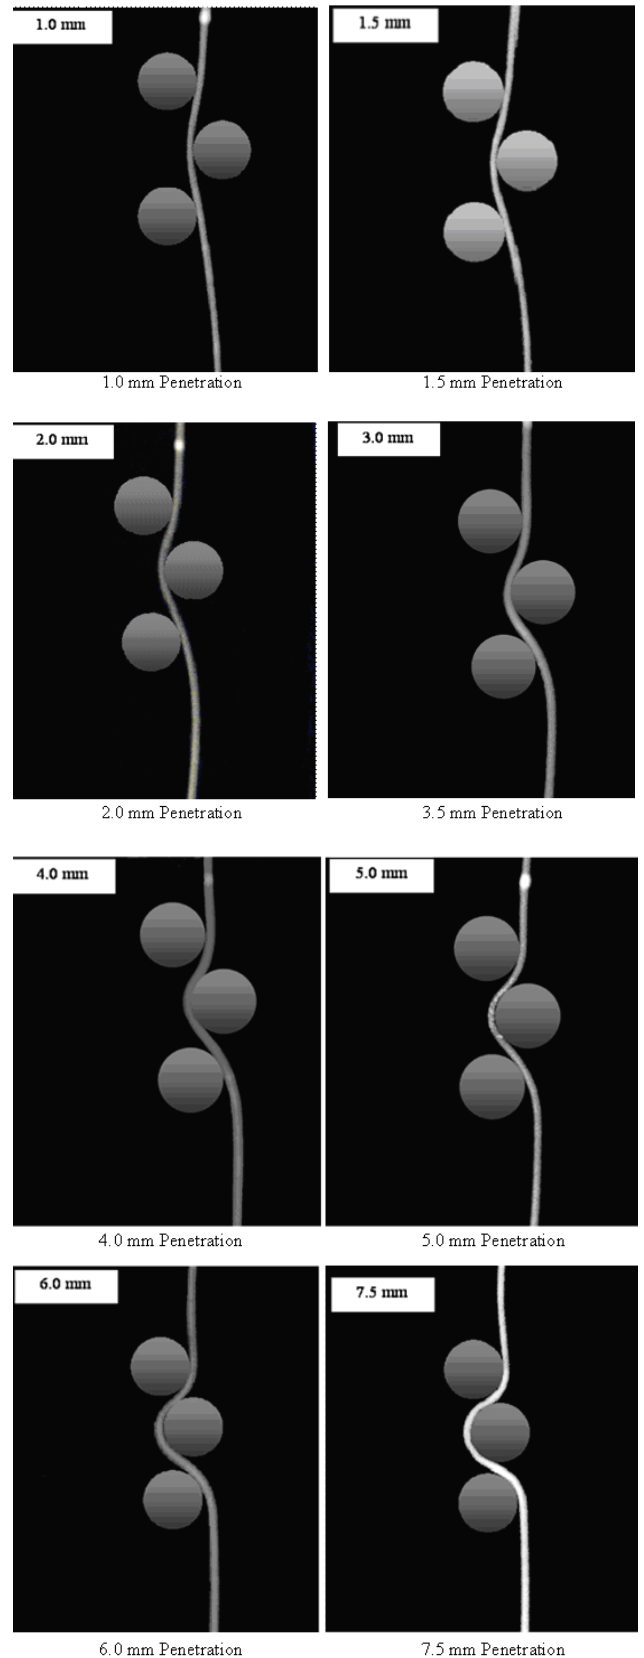 1.0 mm
1.5 mm
1.0 mm Penetration
1.5 mm Penetration
2.0 mm
3.0 mm
2.0 mm Penetration
3.5 mm Penetration
4.0 mm
5.0 mm
4.0 mm Penetration
5.0 mm Penetration
6.0 mm
7.5 mm
6.0 mm Penetration
7.5 mm Penetration